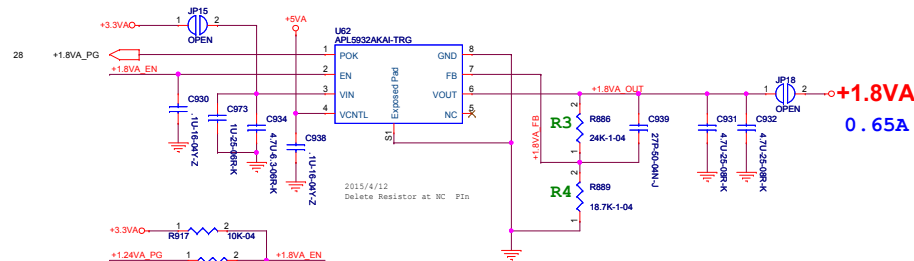 JP15
+3.3VA 1 2
OPEN
+5VA
U62
APL5932AKAI-TRG
28 +1.8VA_PG
1 POK GND 8
+1.8VA_EN
2 EN FB 7
3 VIN VOUT 6
4 VCNTL NC 5
Exposed Pad
S1
+1.8VA_OUT
JP18
1 2
OPEN
+1.8VA
0.65A
C930
.1U-16-04Y-Z
C973
1U-25-06R-K
C934
4.7U-6.3-06R-K
C938
.1U-16-04Y-Z
+1.8VA_FB
R3
2
R886
24K-1-04
1
C939
27P-50-04N-J
C931
4.7U-25-08R-K
C932
4.7U-25-08R-K
R4
2
R889
18.7K-1-04
1
2015/4/12
Delete Resistor at NC PIn
+3.3VA 1 2
R917 10K-04
+1.24VA_PG 1 2 +1.8VA_EN